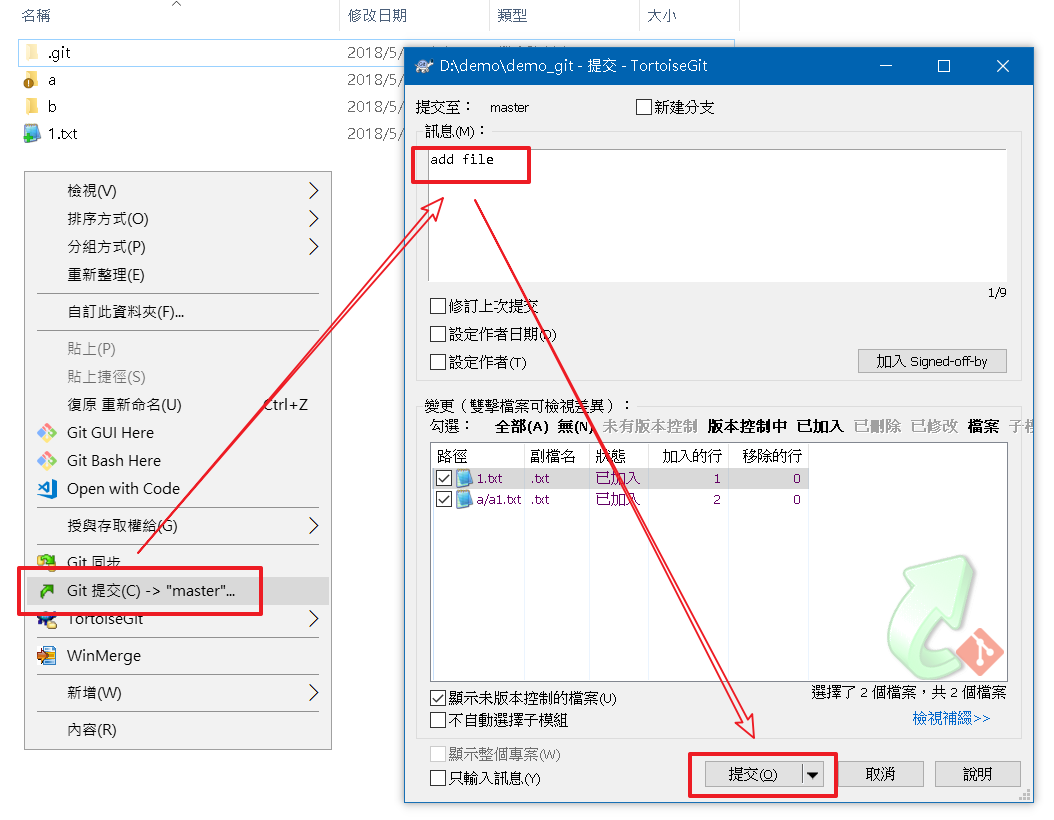 名稱 修改日期 類型 大小
.git 2018/5/
a 2018/5/
b 2018/5/
1.txt 2018/5/
檢視(V)
排序方式(O)
分組方式(P)
重新整理(E)
自訂此資料夾(F)...
貼上(P)
貼上捷徑(S)
復原 重新命名(U) Ctrl+Z
Git GUI Here
Git Bash Here
Open with Code
授與存取權給(G)
Git 同步...
Git 提交(C) -> "master"...
TortoiseGit
WinMerge
新增(W)
內容(R)
D:\demo\demo_git - 提交 - TortoiseGit
提交至： master 新建分支
訊息(M)：
add file
1/9
修訂上次提交
設定作者日期(D)
設定作者(T)
加入 Signed-off-by
變更（雙擊檔案可檢視差異）：
勾選： 全部(A) 無(N) 未有版本控制 版本控制中 已加入 已刪除 已修改 檔案 子模
路徑 副檔名 狀態 加入的行 移除的行
1.txt .txt 已加入 1 0
a/a1.txt .txt 已加入 2 0
顯示未版本控制的檔案(U)
選擇了 2 個檔案，共 2 個檔案
不自動選擇子模組
檢視補綴>>
顯示整個專案(W)
只輸入訊息(Y)
提交(O) 取消 說明